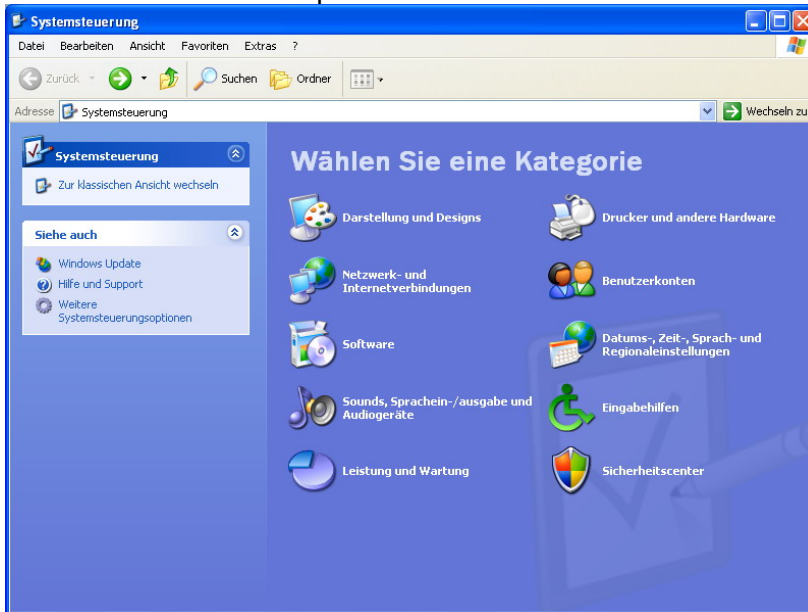 Systemsteuerung
Datei Bearbeiten Ansicht Favoriten Extras ?
Zurück Suchen Ordner
Adresse Systemsteuerung Wechseln zu
Systemsteuerung
Zur klassischen Ansicht wechseln
Siehe auch
Windows Update
Hilfe und Support
Weitere
Systemsteuerungsoptionen
Wählen Sie eine Kategorie
Darstellung und Designs
Drucker und andere Hardware
Netzwerk- und
Internetverbindungen
Benutzerkonten
Software
Datums-, Zeit-, Sprach- und
Regionaleinstellungen
Sounds, Sprachein-/ausgabe und
Audiogeräte
Eingabehilfen
Leistung und Wartung
Sicherheitscenter